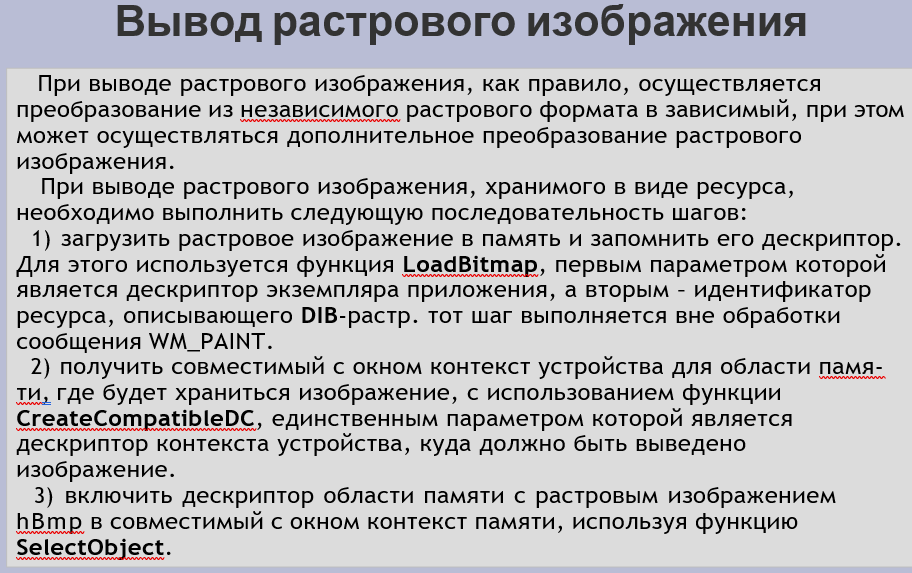 Вывод растрового изображения
При выводе растрового изображения, как правило, осуществляется
преобразование из независимого растрового формата в зависимый, при этом
может осуществляться дополнительное преобразование растрового
изображения.
При выводе растрового изображения, хранимого в виде ресурса,
необходимо выполнить следующую последовательность шагов:
1) загрузить растровое изображение в память и запомнить его дескриптор.
Для этого используется функция LoadBitmap, первым параметром которой
является дескриптор экземпляра приложения, а вторым – идентификатор
ресурса, описывающего DIB-растр. тот шаг выполняется вне обработки
сообщения WM_PAINT.
2) получить совместимый с окном контекст устройства для области памя-
ти, где будет храниться изображение, с использованием функции
CreateCompatibleDC, единственным параметром которой является
дескриптор контекста устройства, куда должно быть выведено
изображение.
3) включить дескриптор области памяти с растровым изображением
hBmp в совместимый с окном контекст памяти, используя функцию
SelectObject.